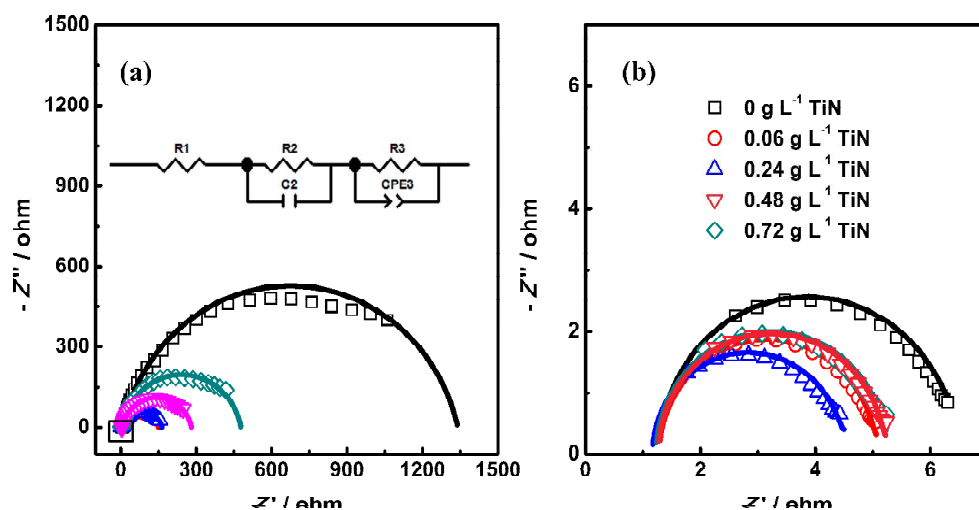 1500
1200
900
600
300
0
- Z'' / ohm
(a)
R1
R2
R3
C2
CPE3
0
300
600
900
1200
1500
Z' / ohm
6
4
2
0
- Z'' / ohm
(b)
0 g L-1 TiN
0.06 g L-1 TiN
0.24 g L-1 TiN
0.48 g L-1 TiN
0.72 g L-1 TiN
0
2
4
6
Z' / ohm